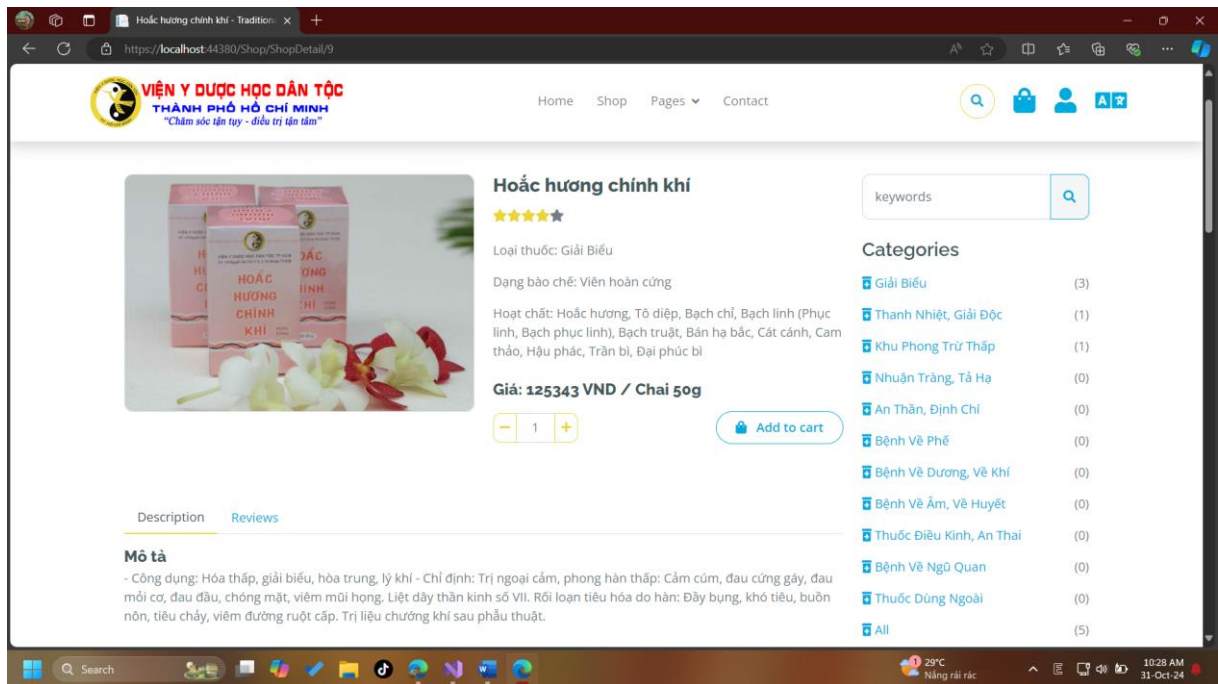 Hoắc hương chính khí - Tradition
https://localhost:44380/Shop/ShopDetail/9
VIỆN Y DƯỢC HỌC DÂN TỘC
THÀNH PHỐ HỒ CHÍ MINH
"Chăm sóc tận tụy - điều trị tận tâm"
Home Shop Pages Contact
HOẮC
HƯƠNG
CHÍNH
KHÍ
Hoắc hương chính khí
Loại thuốc: Giải Biểu
Dạng bào chế: Viên hoàn cứng
Hoạt chất: Hoắc hương, Tô diệp, Bạch chỉ, Bạch linh (Phục
linh, Bạch phục linh), Bạch truật, Bán hạ bắc, Cát cánh, Cam
thảo, Hậu phác, Trần bì, Đại phúc bì
Giá: 125343 VND / Chai 50g
- 1 +
Add to cart
keywords
Categories
Giải Biểu (3)
Thanh Nhiệt, Giải Độc (1)
Khu Phong Trừ Thấp (1)
Nhuận Tràng, Tả Hạ (0)
An Thần, Định Chí (0)
Bệnh Về Phế (0)
Bệnh Về Dương, Về Khí (0)
Bệnh Về Âm, Về Huyết (0)
Thuốc Điều Kinh, An Thai (0)
Bệnh Về Ngũ Quan (0)
Thuốc Dùng Ngoài (0)
All (5)
Description Reviews
Mô tả
- Công dụng: Hóa thấp, giải biểu, hòa trung, lý khí - Chỉ định: Trị ngoại cảm, phong hàn thấp: Cảm cúm, đau cứng gáy, đau
mỏi cơ, đau đầu, chóng mặt, viêm mũi họng. Liệt dây thần kinh số VII. Rối loạn tiêu hóa do hàn: Đầy bụng, khó tiêu, buồn
nôn, tiêu chảy, viêm đường ruột cấp. Trị liệu chướng khí sau phẫu thuật.
Search
1
29°C
Nắng rải rác
10:28 AM
31-Oct-24